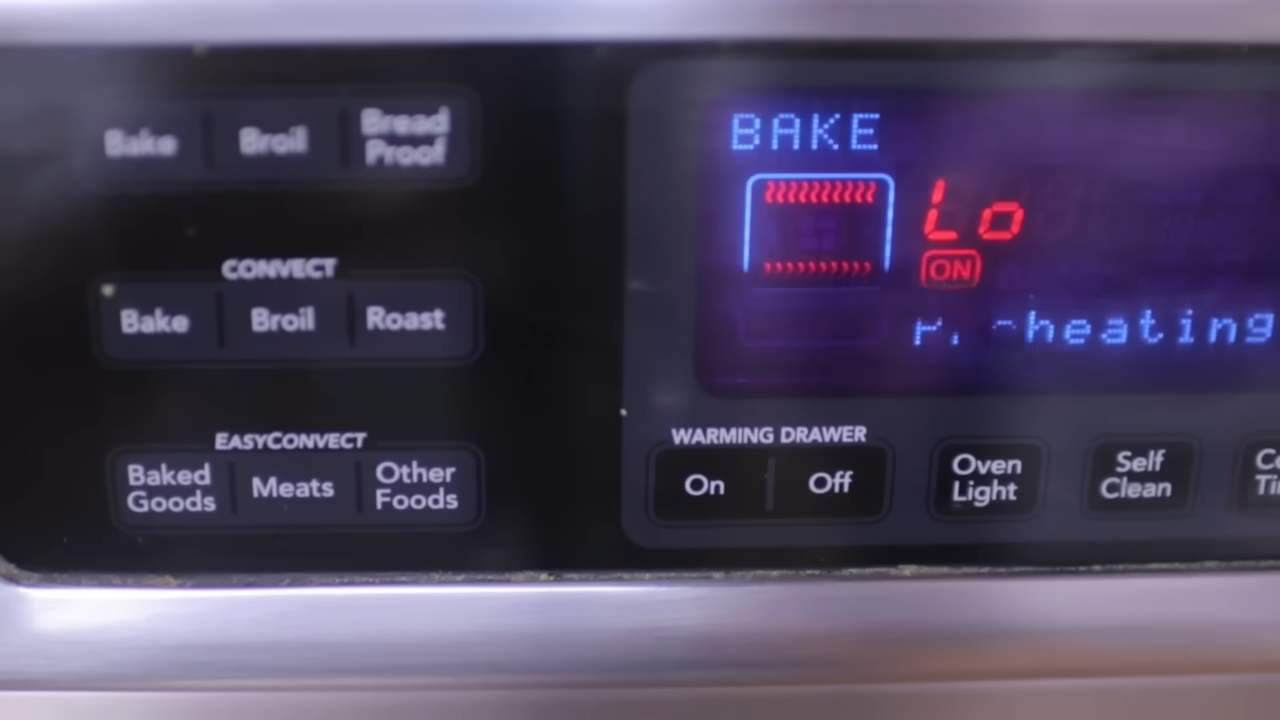 Bake Broil Bread Proof
CONVECT
Bake Broil Roast
EASYCONVECT
Baked Goods Meats Other Foods
BAKE
Lo
ON
WARMING DRAWER
On Off
Oven Light
Self Clean